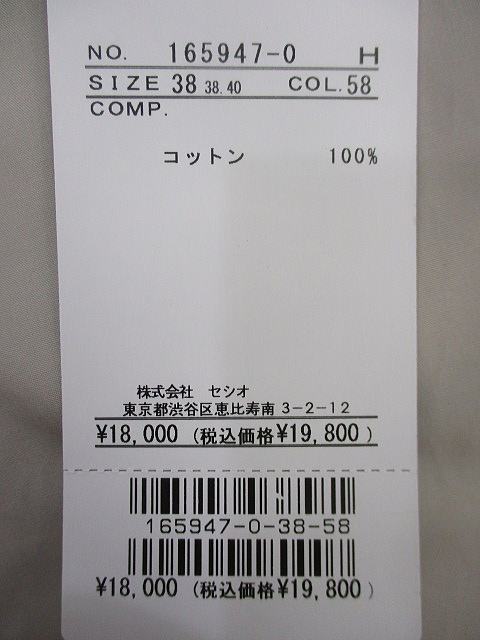 NO. 165947-0 H
SIZE 38 38.40 COL.58
COMP.
コットン 100%
株式会社 セシオ
東京都渋谷区恵比寿南 3-2-12
¥18,000 (税込価格¥19,800)
165947-0-38-58
¥18,000 (税込価格¥19,800)